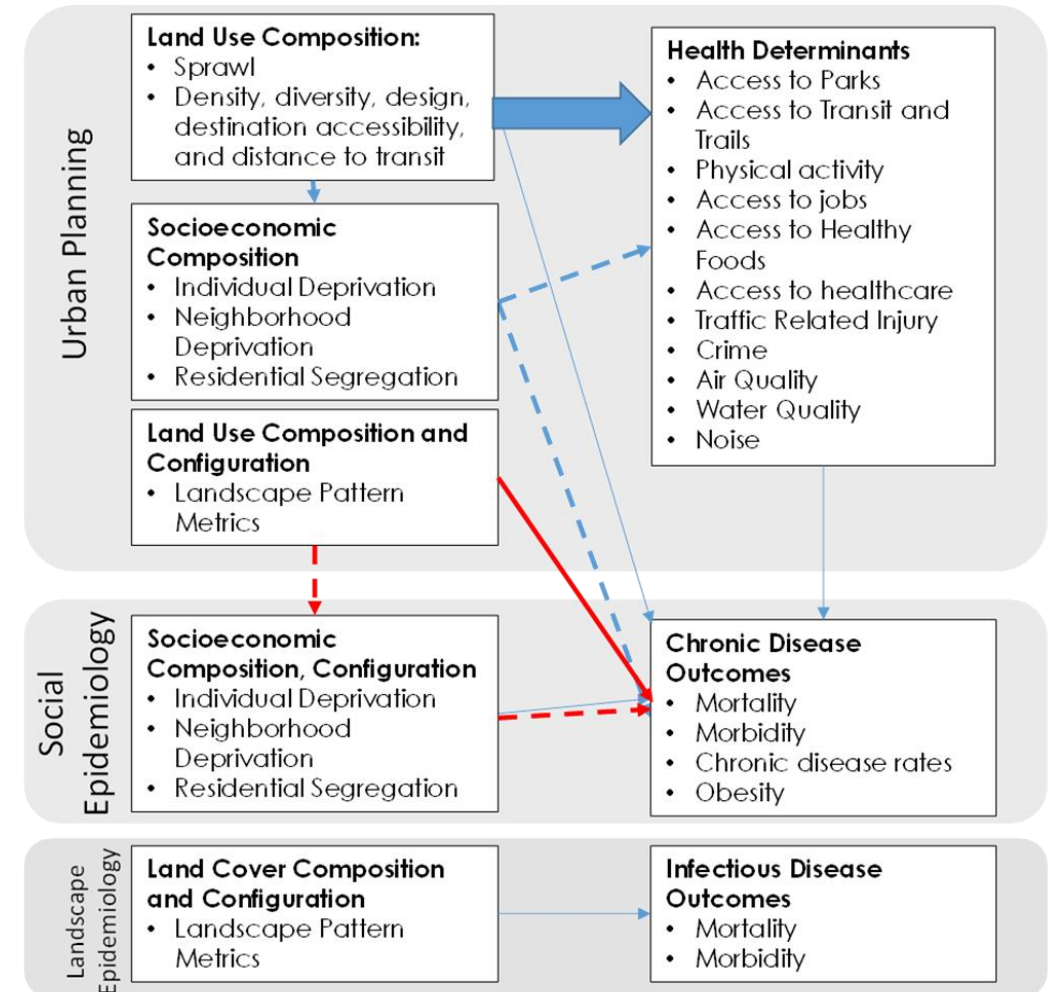 Urban Planning
Land Use Composition:
• Sprawl
• Density, diversity, design,
destination accessibility,
and distance to transit
Socioeconomic
Composition
• Individual Deprivation
• Neighborhood
Deprivation
• Residential Segregation
Land Use Composition and
Configuration
• Landscape Pattern
Metrics
Health Determinants
• Access to Parks
• Access to Transit and
Trails
• Physical activity
• Access to jobs
• Access to Healthy
Foods
• Access to healthcare
• Traffic Related Injury
• Crime
• Air Quality
• Water Quality
• Noise
Social
Epidemiology
Socioeconomic
Composition, Configuration
• Individual Deprivation
• Neighborhood
Deprivation
• Residential Segregation
Chronic Disease
Outcomes
• Mortality
• Morbidity
• Chronic disease rates
• Obesity
Landscape
Epidemiology
Land Cover Composition
and Configuration
• Landscape Pattern
Metrics
Infectious Disease
Outcomes
• Mortality
• Morbidity